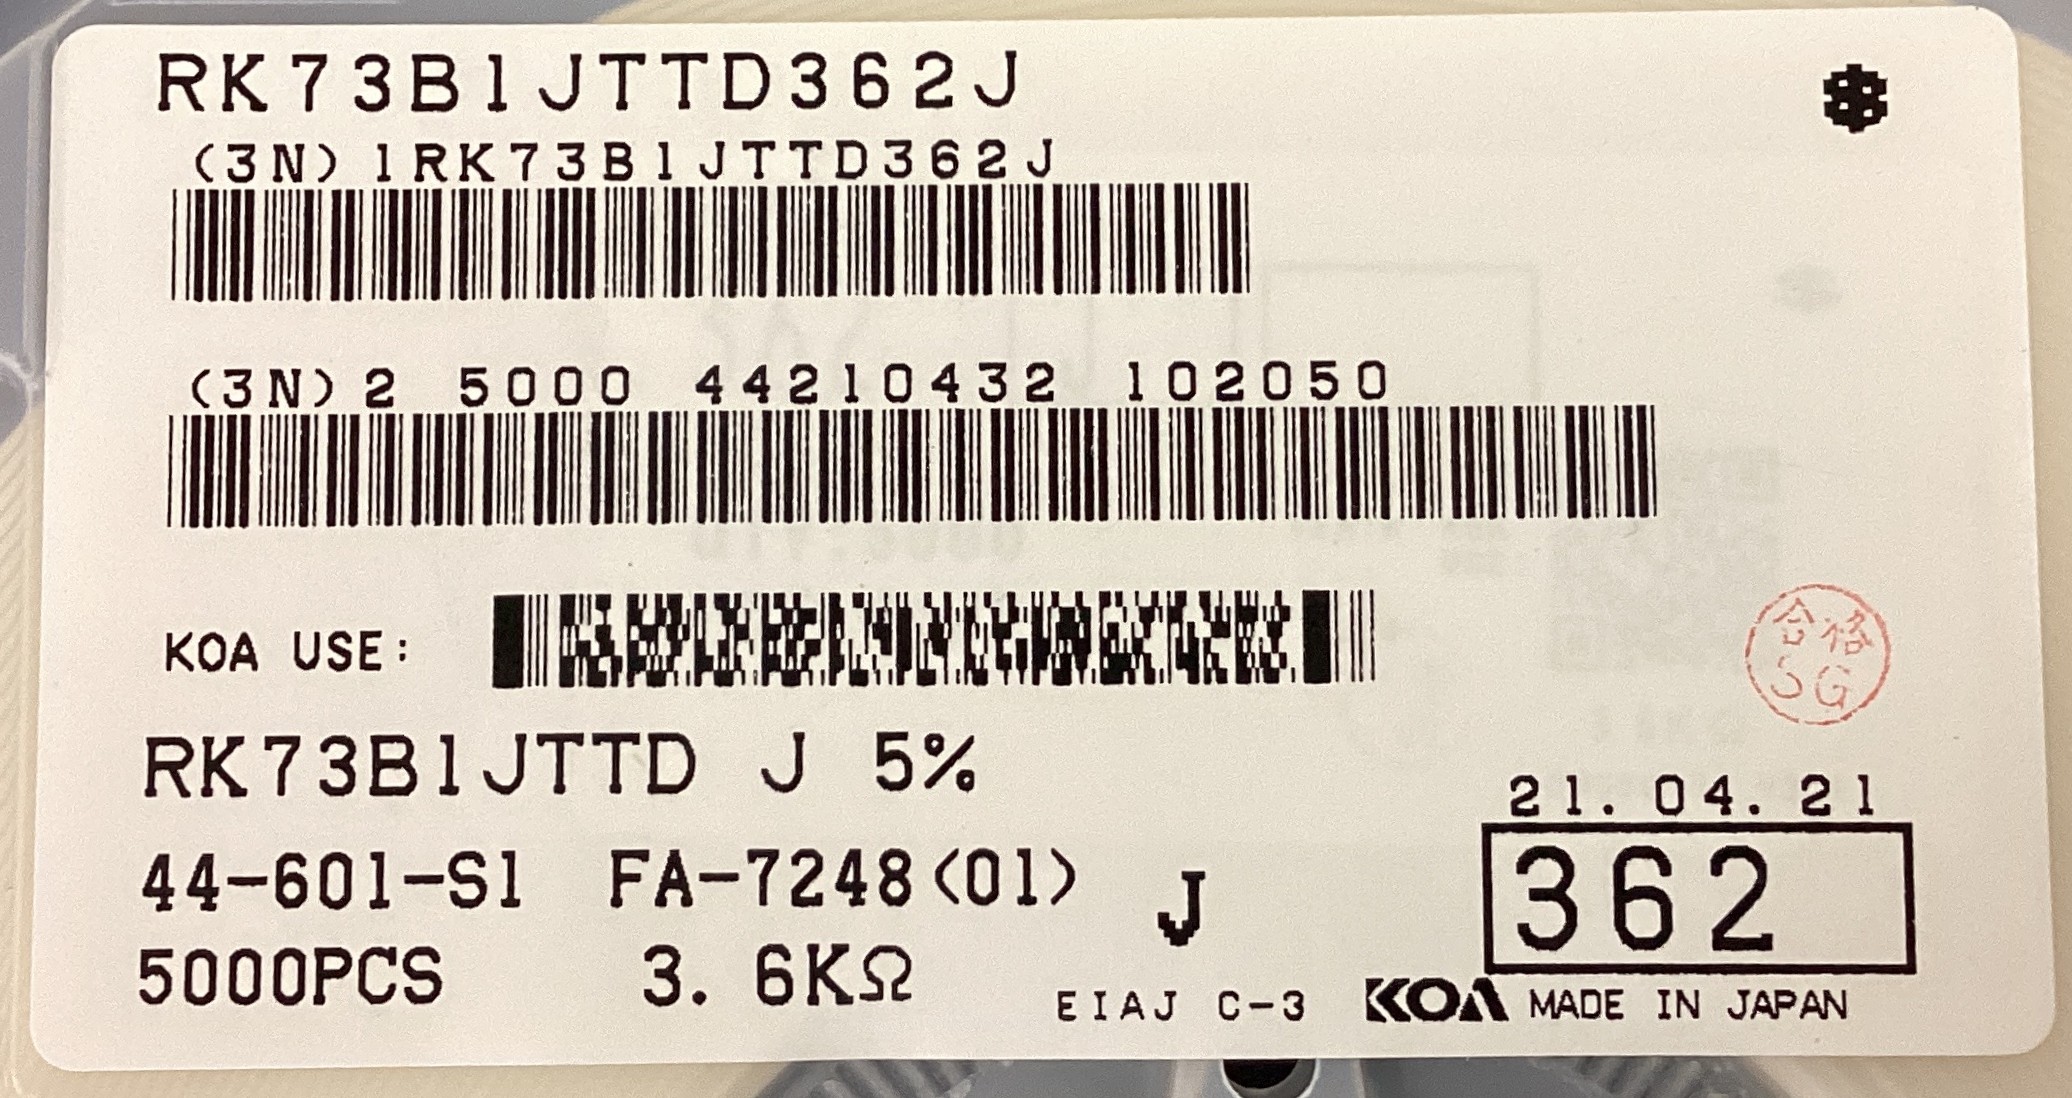 RK73B1JTTD362J
(3N)1RK73B1JTTD362J
(3N)2 5000 44210432 102050
KOA USE:
合格
SG
RK73B1JTTD J 5%
21.04.21
44-601-S1 FA-7248(01) J
362
5000PCS 3.6KΩ
EIAJ C-3 KOA MADE IN JAPAN